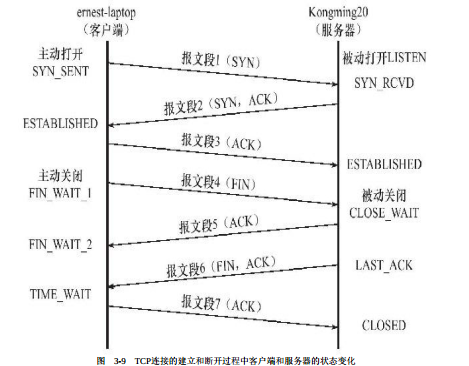 ernest-laptop
（客户端）
Kongming20
（服务器）
主动打开
SYN_SENT
报文段1（SYN）
被动打开LISTEN
SYN_RCVD
报文段2（SYN，ACK）
ESTABLISHED
报文段3（ACK）
ESTABLISHED
主动关闭
FIN_WAIT_1
报文段4（FIN）
被动关闭
CLOSE_WAIT
报文段5（ACK）
FIN_WAIT_2
报文段6（FIN，ACK）
LAST_ACK
TIME_WAIT
报文段7（ACK）
CLOSED
图 3-9 TCP连接的建立和断开过程中客户端和服务器的状态变化